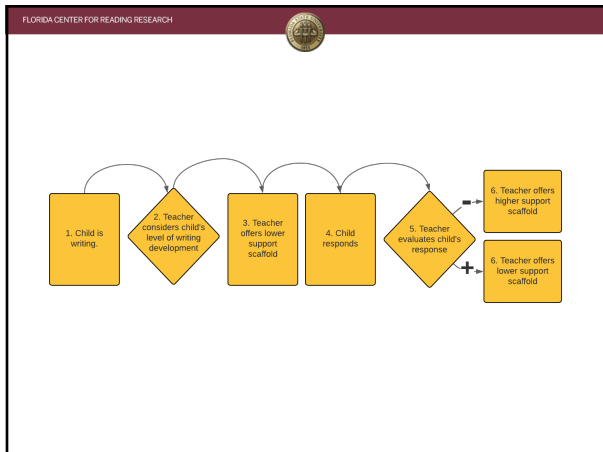 FLORIDA CENTER FOR READING RESEARCH
1. Child is
writing.
2. Teacher
considers child's
level of writing
development
3. Teacher
offers lower
support
scaffold
4. Child
responds
5. Teacher
evaluates child's
response
-
+
6. Teacher offers
higher support
scaffold
6. Teacher offers
lower support
scaffold